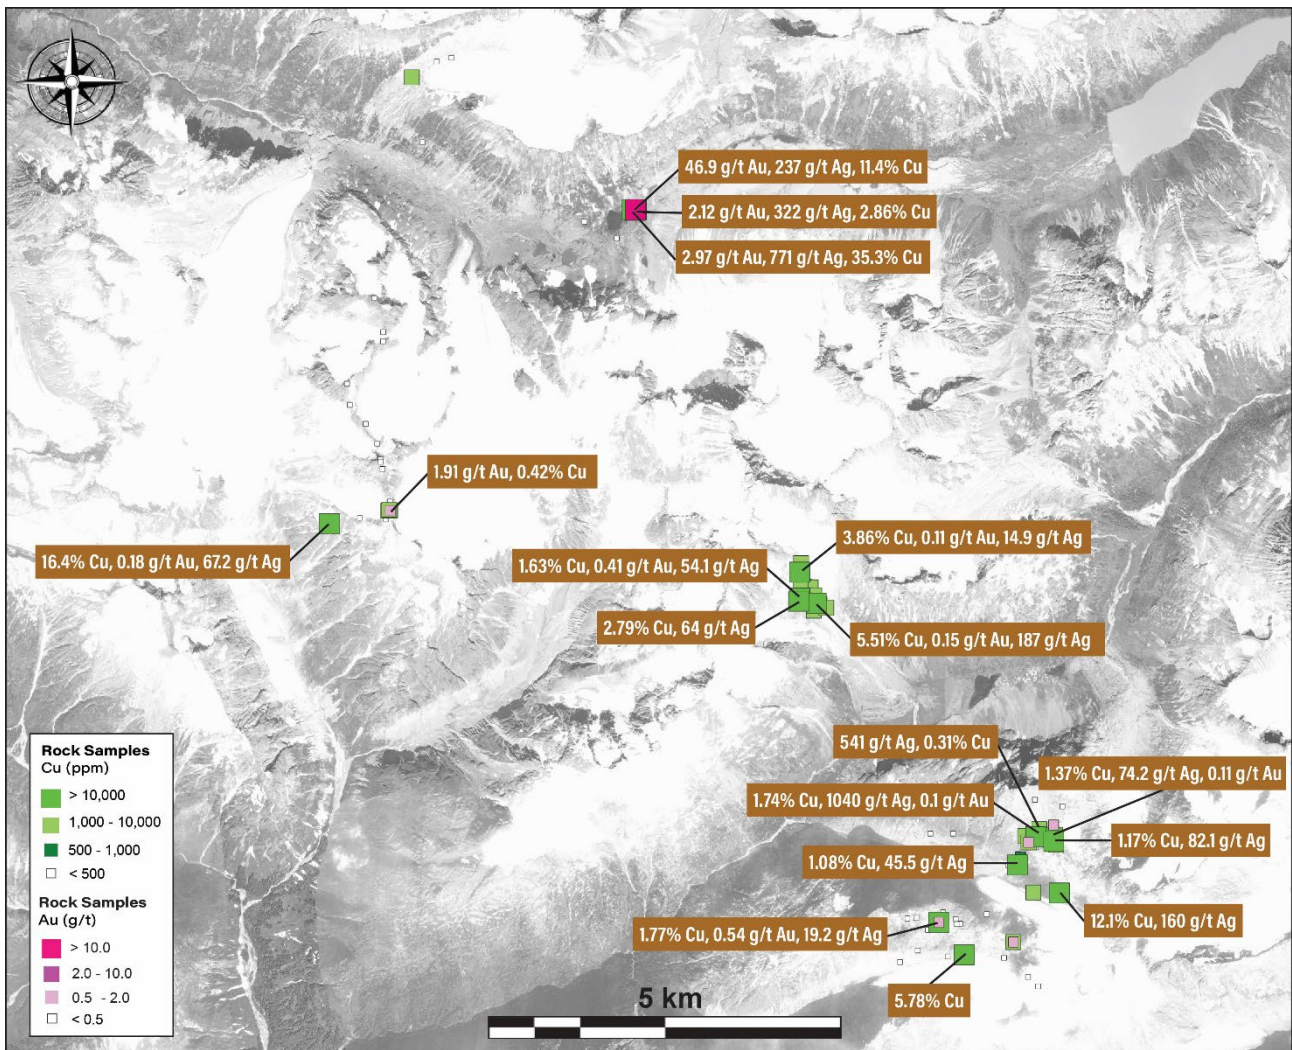 46.9 g/t Au, 237 g/t Ag, 11.4% Cu
2.12 g/t Au, 322 g/t Ag, 2.86% Cu
2.97 g/t Au, 771 g/t Ag, 35.3% Cu
1.91 g/t Au, 0.42% Cu
16.4% Cu, 0.18 g/t Au, 67.2 g/t Ag
3.86% Cu, 0.11 g/t Au, 14.9 g/t Ag
1.63% Cu, 0.41 g/t Au, 54.1 g/t Ag
2.79% Cu, 64 g/t Ag
5.51% Cu, 0.15 g/t Au, 187 g/t Ag
541 g/t Ag, 0.31% Cu
1.37% Cu, 74.2 g/t Ag, 0.11 g/t Au
1.74% Cu, 1040 g/t Ag, 0.1 g/t Au
1.17% Cu, 82.1 g/t Ag
1.08% Cu, 45.5 g/t Ag
12.1% Cu, 160 g/t Ag
1.77% Cu, 0.54 g/t Au, 19.2 g/t Ag
5.78% Cu
Rock Samples
Cu (ppm)
> 10,000
1,000 - 10,000
500 - 1,000
< 500
Rock Samples
Au (g/t)
> 10.0
2.0 - 10.0
0.5 - 2.0
< 0.5
5 km